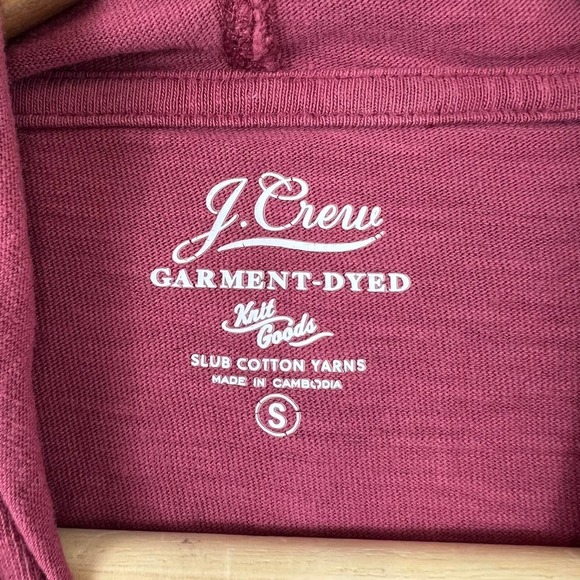 J.Crew
GARMENT-DYED
Knit
Goods
SLUB COTTON YARNS
MADE IN CAMBODIA
S